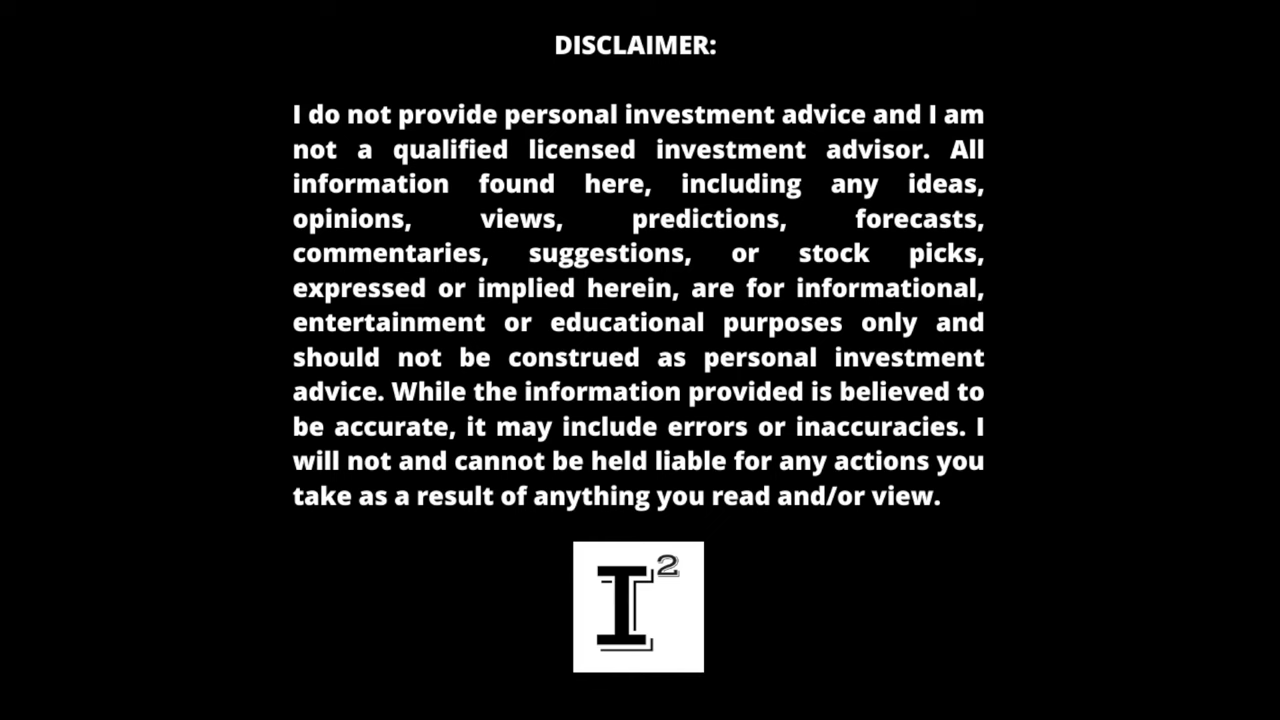 DISCLAIMER:
I do not provide personal investment advice and I am
not a qualified licensed investment advisor. All
information found here, including any ideas,
opinions, views, predictions, forecasts,
commentaries, suggestions, or stock picks,
expressed or implied herein, are for informational,
entertainment or educational purposes only and
should not be construed as personal investment
advice. While the information provided is believed to
be accurate, it may include errors or inaccuracies. I
will not and cannot be held liable for any actions you
take as a result of anything you read and/or view.
I²